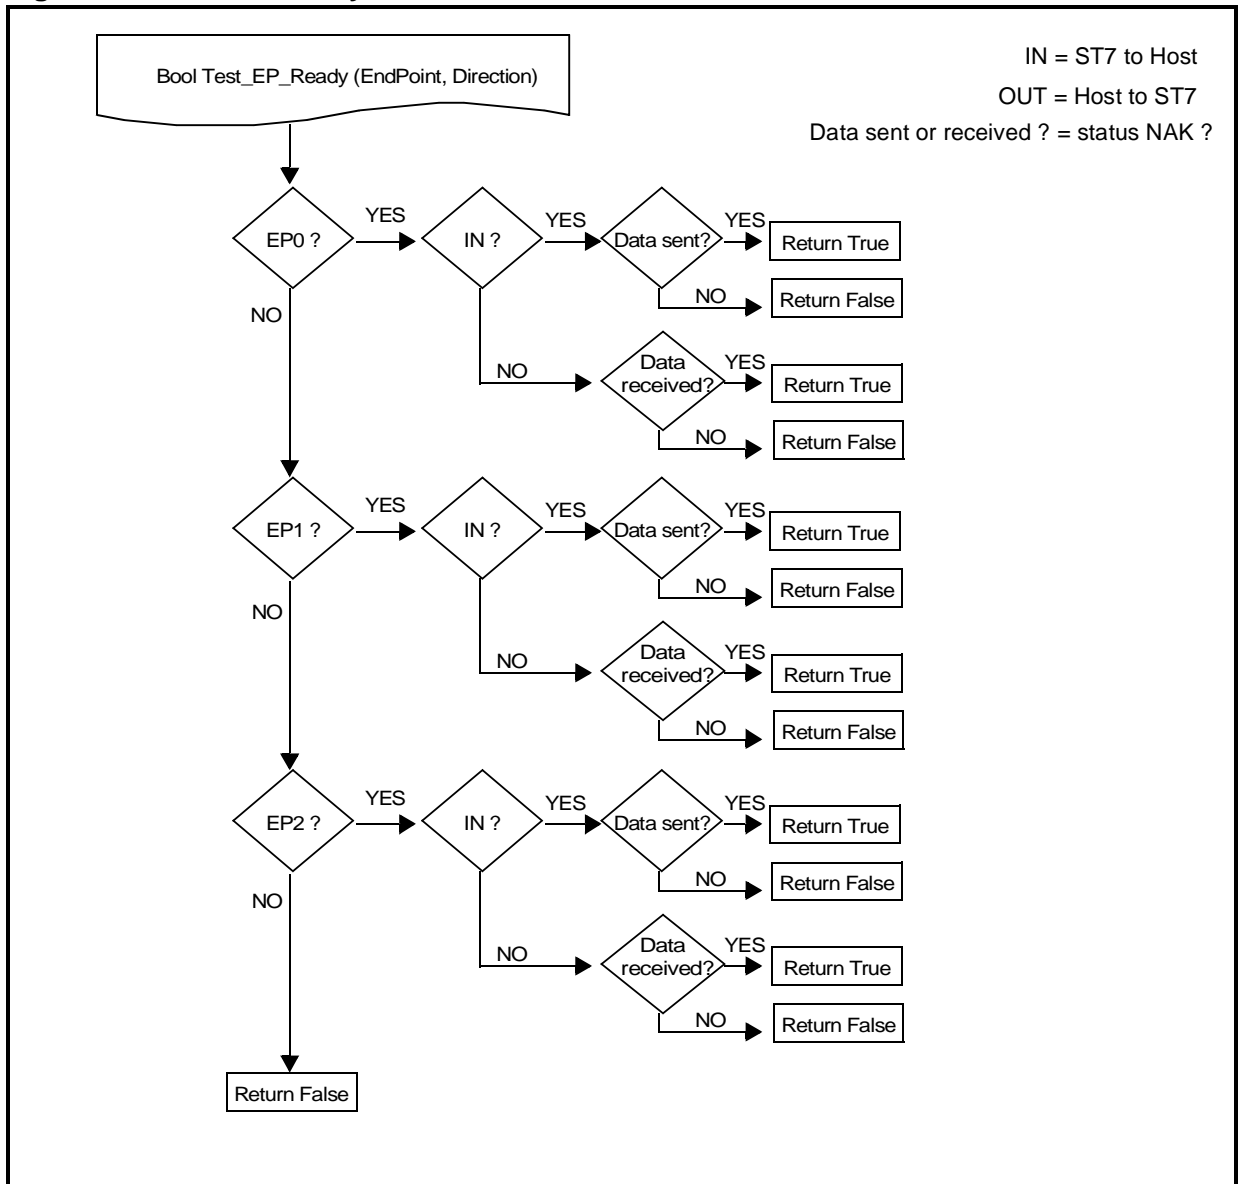 Bool Test_EP_Ready (EndPoint, Direction)
IN = ST7 to Host
OUT = Host to ST7
Data sent or received ? = status NAK ?
EP0 ?
YES
IN ?
YES
Data sent?
YES
Return True
NO
Return False
NO
NO
Data
received?
YES
Return True
NO
Return False
EP1 ?
YES
IN ?
YES
Data sent?
YES
Return True
NO
Return False
NO
NO
Data
received?
YES
Return True
NO
Return False
EP2 ?
YES
IN ?
YES
Data sent?
YES
Return True
NO
Return False
NO
NO
Data
received?
YES
Return True
NO
Return False
Return False